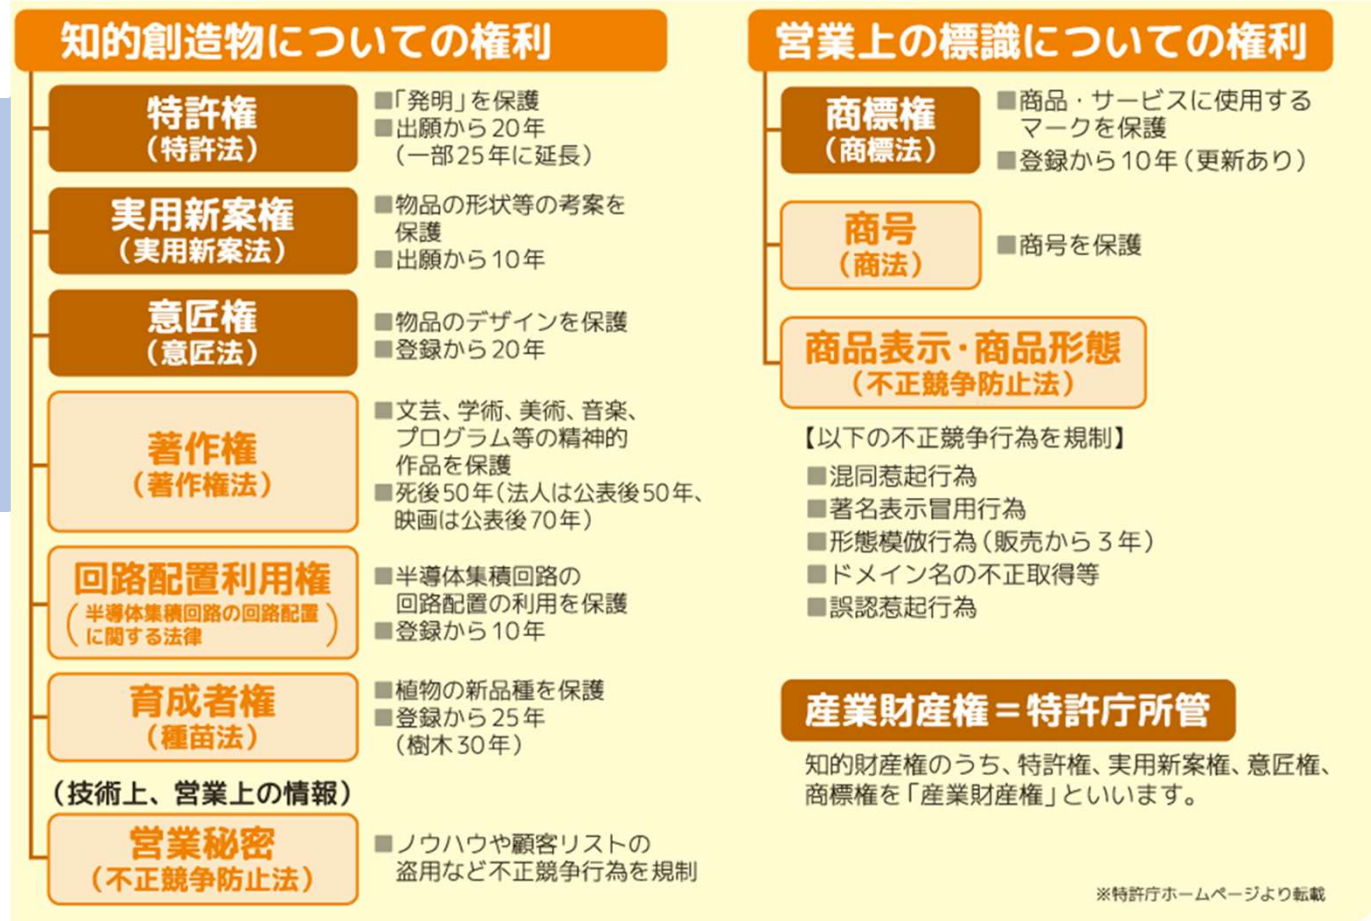 知的創造物についての権利
特許権
（特許法）
■「発明」を保護
■出願から20年
（一部25年に延長）
実用新案権
（実用新案法）
■物品の形状等の考案を
保護
■出願から10年
意匠権
（意匠法）
■物品のデザインを保護
■登録から20年
著作権
（著作権法）
■文芸、学術、美術、音楽、
プログラム等の精神的
作品を保護
■死後50年（法人は公表後50年、
映画は公表後70年）
回路配置利用権
（半導体集積回路の回路配置
に関する法律）
■半導体集積回路の
回路配置の利用を保護
■登録から10年
育成者権
（種苗法）
■植物の新品種を保護
■登録から25年
（樹木30年）
（技術上、営業上の情報）
営業秘密
（不正競争防止法）
■ノウハウや顧客リストの
盗用など不正競争行為を規制
営業上の標識についての権利
商標権
（商標法）
■商品・サービスに使用する
マークを保護
■登録から10年（更新あり）
商号
（商法）
■商号を保護
商品表示・商品形態
（不正競争防止法）
【以下の不正競争行為を規制】
■混同惹起行為
■著名表示冒用行為
■形態模倣行為（販売から３年）
■ドメイン名の不正取得等
■誤認惹起行為
産業財産権＝特許庁所管
知的財産権のうち、特許権、実用新案権、意匠権、
商標権を「産業財産権」といいます。
※特許庁ホームページより転載